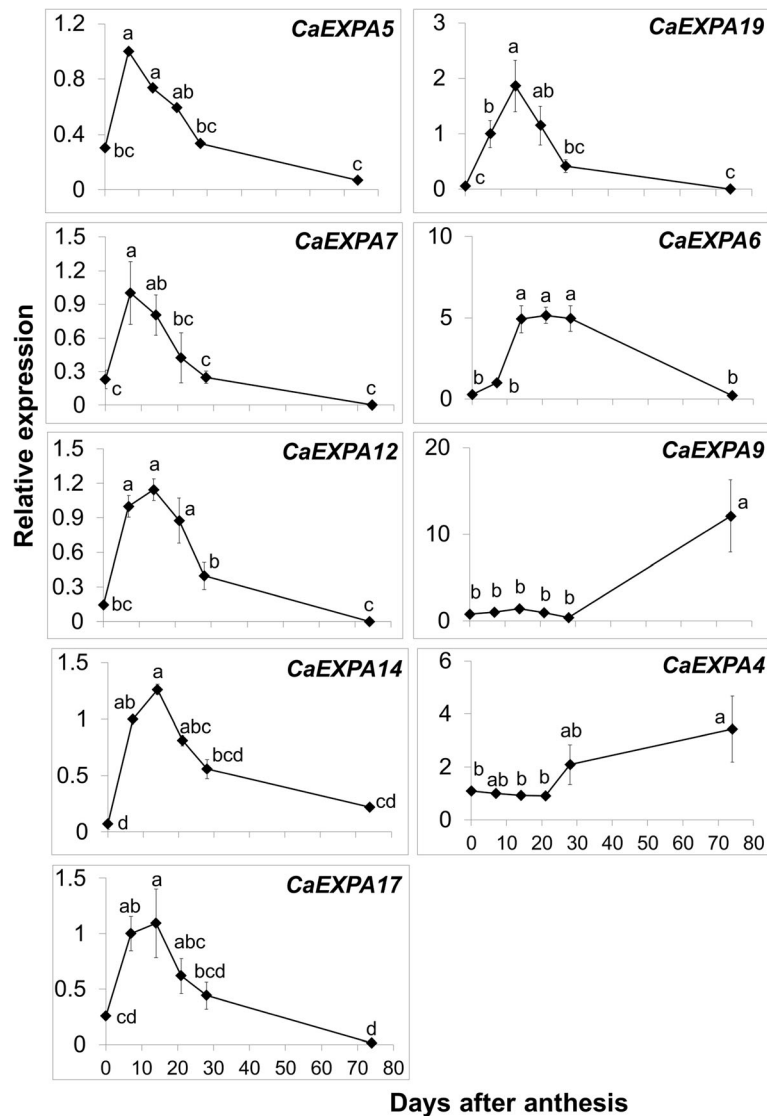 CaEXPA5
1.2
0.8
0.4
0
bc
a
a
ab
bc
c
CaEXPA19
3
2
1
0
c
b
a
ab
bc
c
CaEXPA7
1.5
1.2
0.9
0.6
0.3
0
c
a
ab
bc
c
c
CaEXPA6
10
5
0
b
b
a
a
a
b
CaEXPA12
1.5
1.2
0.9
0.6
0.3
0
bc
a
a
a
b
c
CaEXPA9
20
10
0
b
b
b
b
b
a
CaEXPA14
1.5
1
0.5
0
d
ab
a
abc
bcd
cd
CaEXPA4
6
4
2
0
b
ab
b
b
ab
a
0 10 20 30 40 50 60 70 80
CaEXPA17
1.5
1
0.5
0
cd
ab
a
abc
bcd
d
0 10 20 30 40 50 60 70 80
Relative expression
Days after anthesis